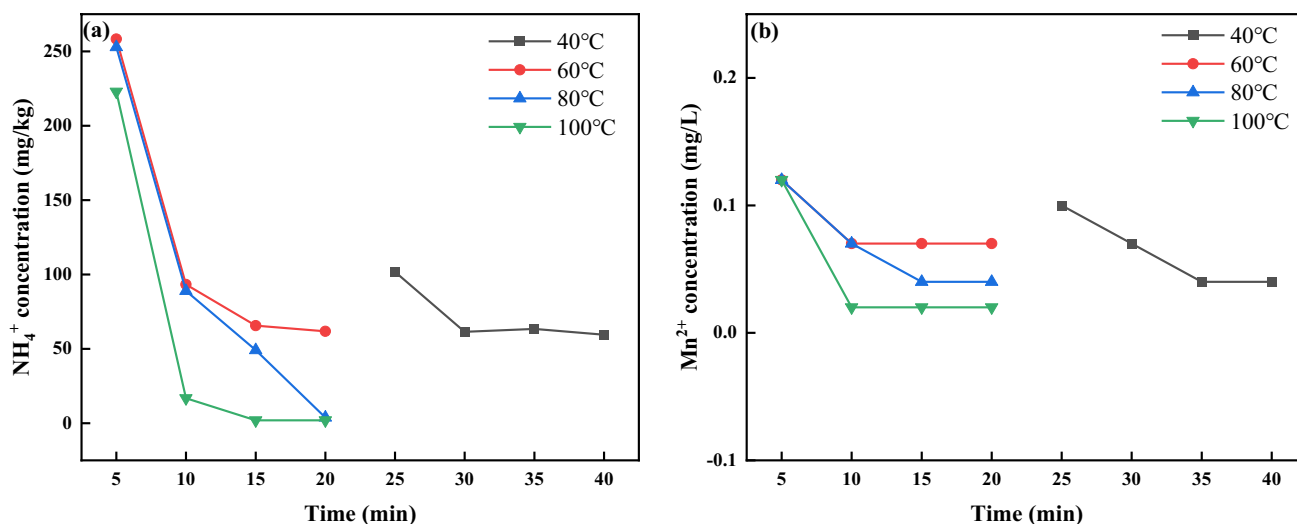 (a)
40°C
60°C
80°C
100°C
NH₄⁺ concentration (mg/kg)
250
200
150
100
50
0
5 10 15 20 25 30 35 40
Time (min)
(b)
40°C
60°C
80°C
100°C
Mn²⁺ concentration (mg/L)
0.2
0.1
0.0
-0.1
5 10 15 20 25 30 35 40
Time (min)